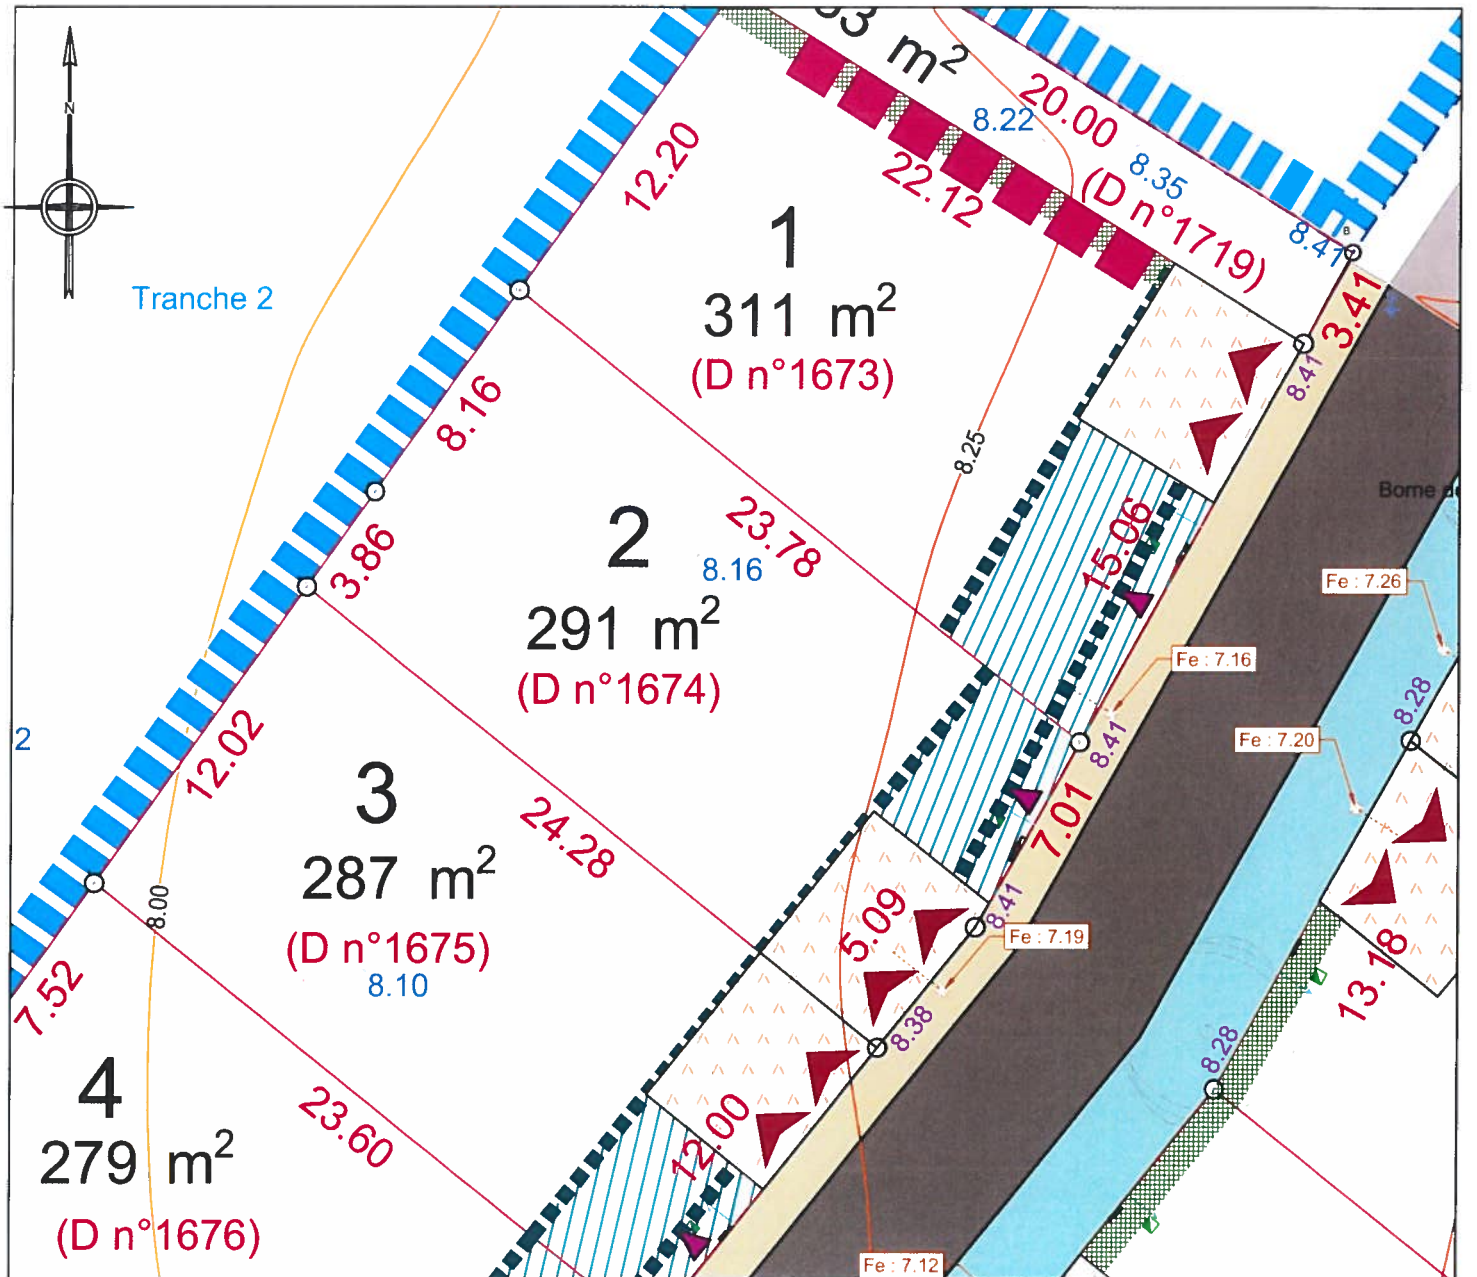 m²
20.00
8.22
22.12
8.35
(D n°1719)
8.41
B
N
12.20
Tranche 2
1
311 m²
(D n°1673)
3.41
8.41
8.16
8.25
23.78
15.06
Borne
2
8.16
291 m²
(D n°1674)
3.86
Fe : 7.26
Fe : 7.16
8.28
Fe : 7.20
8.41
7.01
2
12.02
3
287 m²
(D n°1675)
8.10
24.28
8.00
5.09
8.41
Fe : 7.19
13.18
7.52
8.38
8.28
4
279 m²
(D n°1676)
23.60
12.00
Fe : 7.12